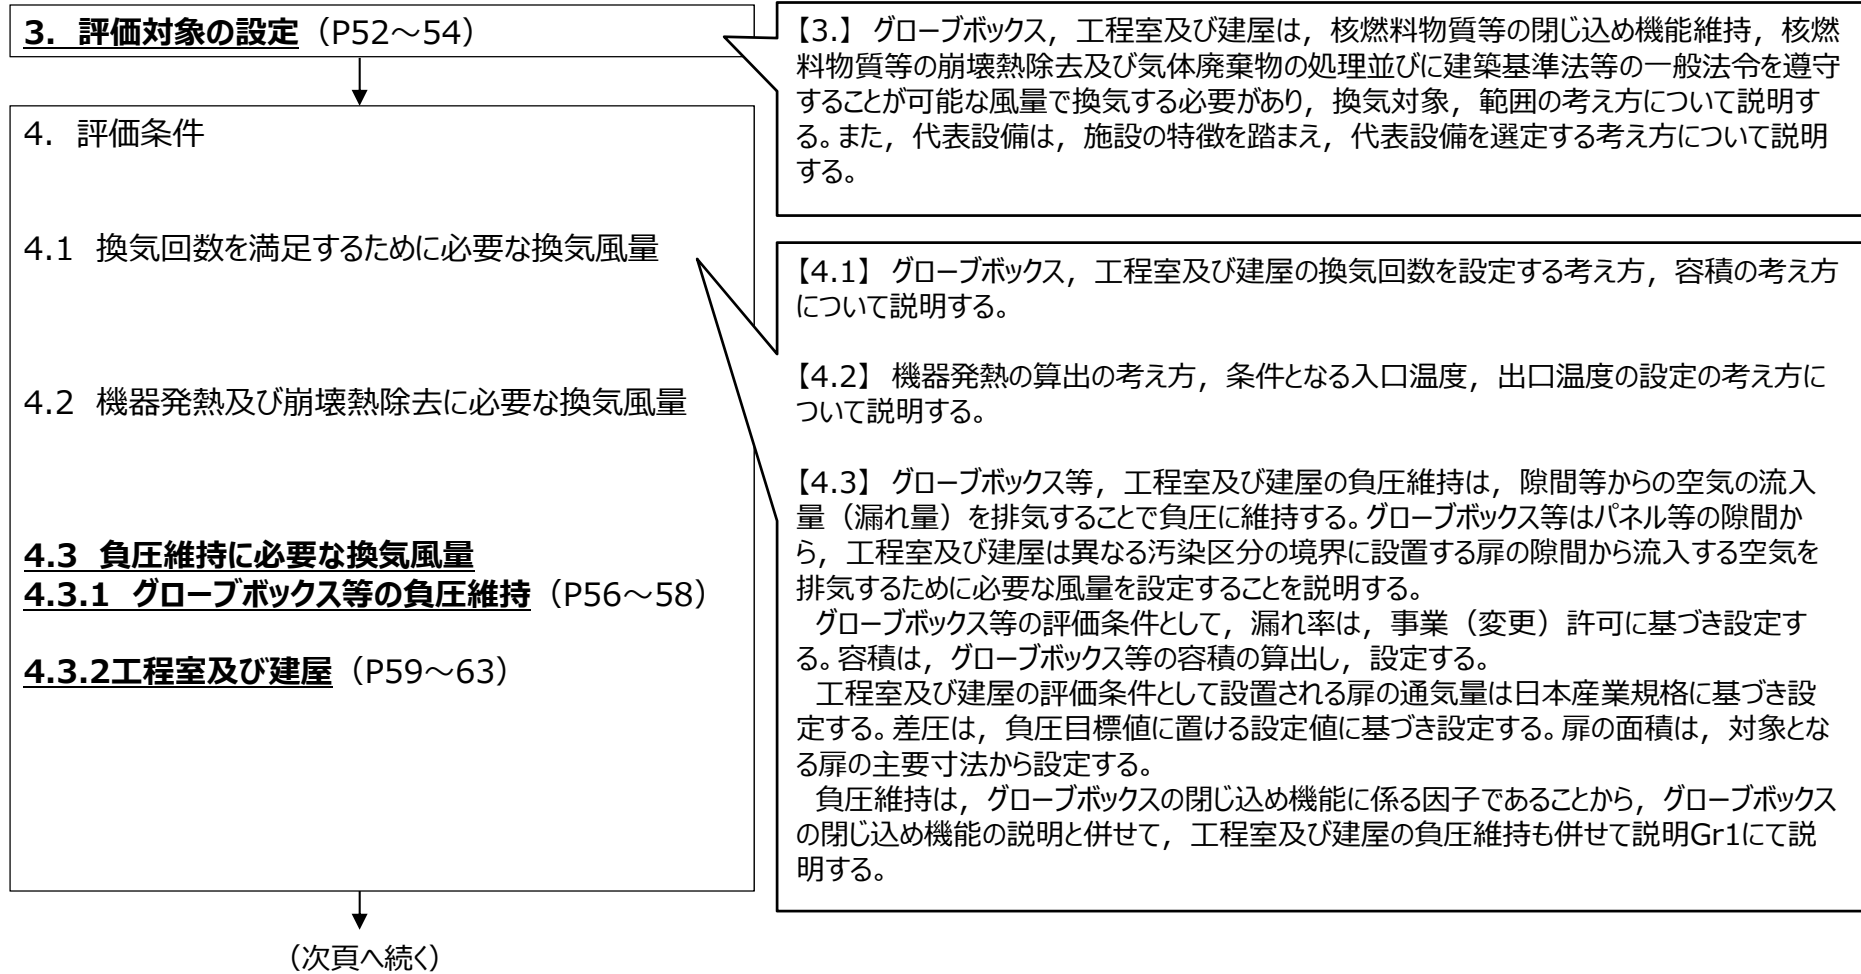 3. 評価対象の設定（P52～54）
【3.】 グローブボックス，工程室及び建屋は，核燃料物質等の閉じ込め機能維持，核燃
料物質等の崩壊熱除去及び気体廃棄物の処理並びに建築基準法等の一般法令を遵守
することが可能な風量で換気する必要があり，換気対象，範囲の考え方について説明す
る。また，代表設備は，施設の特徴を踏まえ，代表設備を選定する考え方について説明
する。
4. 評価条件
4.1 換気回数を満足するために必要な換気風量
4.2 機器発熱及び崩壊熱除去に必要な換気風量
4.3 負圧維持に必要な換気風量
4.3.1 グローブボックス等の負圧維持（P56～58）
4.3.2工程室及び建屋（P59～63）
【4.1】 グローブボックス，工程室及び建屋の換気回数を設定する考え方，容積の考え方
について説明する。
【4.2】 機器発熱の算出の考え方，条件となる入口温度，出口温度の設定の考え方に
ついて説明する。
【4.3】 グローブボックス等，工程室及び建屋の負圧維持は，隙間等からの空気の流入
量（漏れ量）を排気することで負圧に維持する。グローブボックス等はパネル等の隙間か
ら，工程室及び建屋は異なる汚染区分の境界に設置する扉の隙間から流入する空気を
排気するために必要な風量を設定することを説明する。
グローブボックス等の評価条件として，漏れ率は，事業（変更）許可に基づき設定す
る。容積は，グローブボックス等の容積の算出し，設定する。
工程室及び建屋の評価条件として設置される扉の通気量は日本産業規格に基づき設
定する。差圧は，負圧目標値に置ける設定値に基づき設定する。扉の面積は，対象とな
る扉の主要寸法から設定する。
負圧維持は，グローブボックスの閉じ込め機能に係る因子であることから，グローブボックス
の閉じ込め機能の説明と併せて，工程室及び建屋の負圧維持も併せて説明Gr1にて説
明する。
（次頁へ続く）